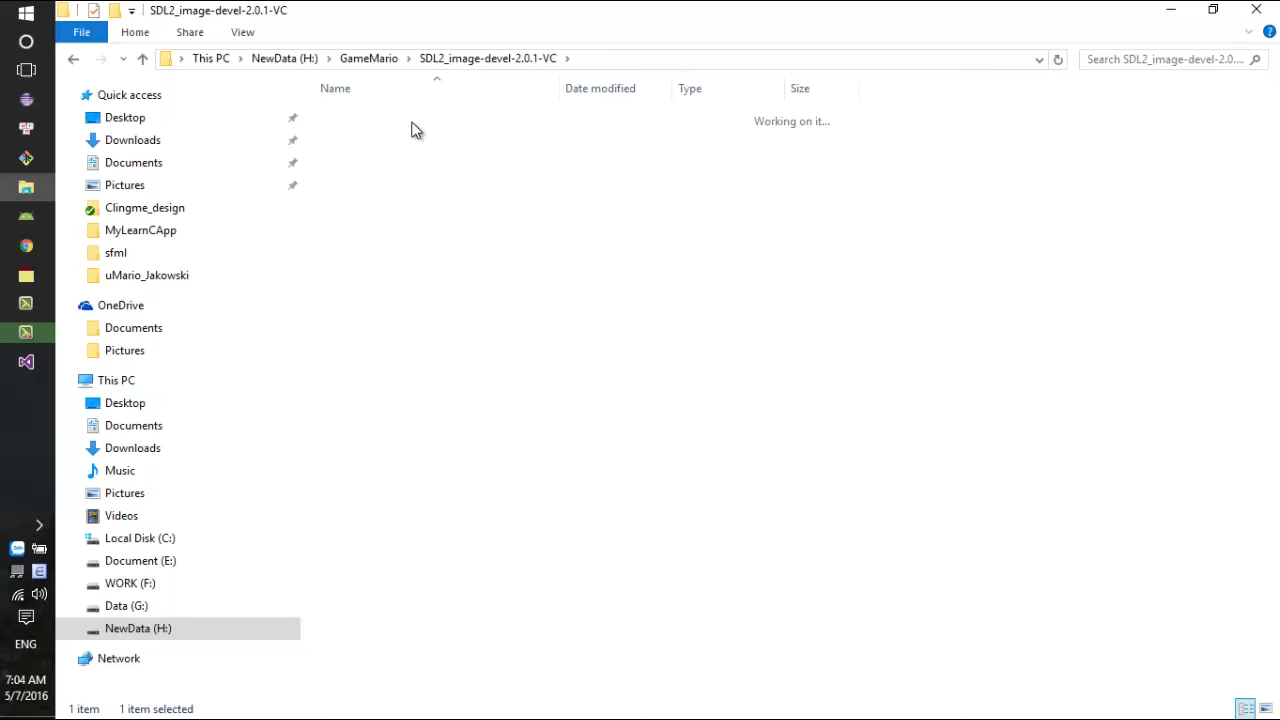 SDL2_image-devel-2.0.1-VC
File Home Share View
This PC NewData (H:) GameMario SDL2_image-devel-2.0.1-VC
Search SDL2_image-devel-2.0....
Name Date modified Type Size
Working on it...
Quick access
Desktop
Downloads
Documents
Pictures
Clingme_design
MyLearnCApp
sfml
uMario_Jakowski
OneDrive
Documents
Pictures
This PC
Desktop
Documents
Downloads
Music
Pictures
Videos
Local Disk (C:)
Document (E:)
WORK (F:)
Data (G:)
NewData (H:)
Network
ENG
7:04 AM
5/7/2016
1 item 1 item selected